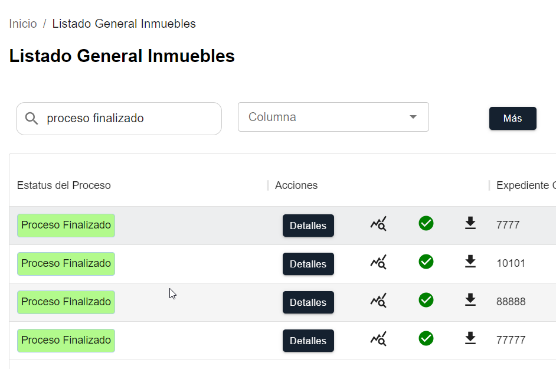 Inicio / Listado General Inmuebles
Listado General Inmuebles
proceso finalizado
Columna
Más
Estatus del Proceso
Acciones
Expediente
Proceso Finalizado Detalles 7777
Proceso Finalizado Detalles 10101
Proceso Finalizado Detalles 88888
Proceso Finalizado Detalles 77777